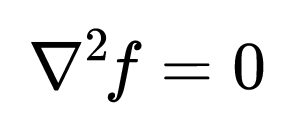 ∇²f = 0